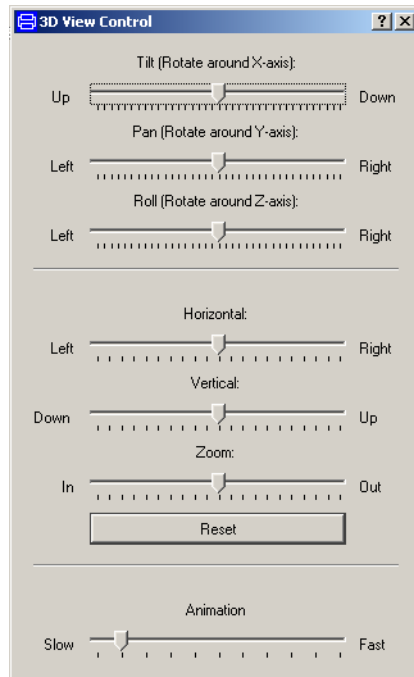 3D View Control ? X
Tilt (Rotate around X-axis):
Up Down
Pan (Rotate around Y-axis):
Left Right
Roll (Rotate around Z-axis):
Left Right
Horizontal:
Left Right
Vertical:
Down Up
Zoom:
In Out
Reset
Animation
Slow Fast